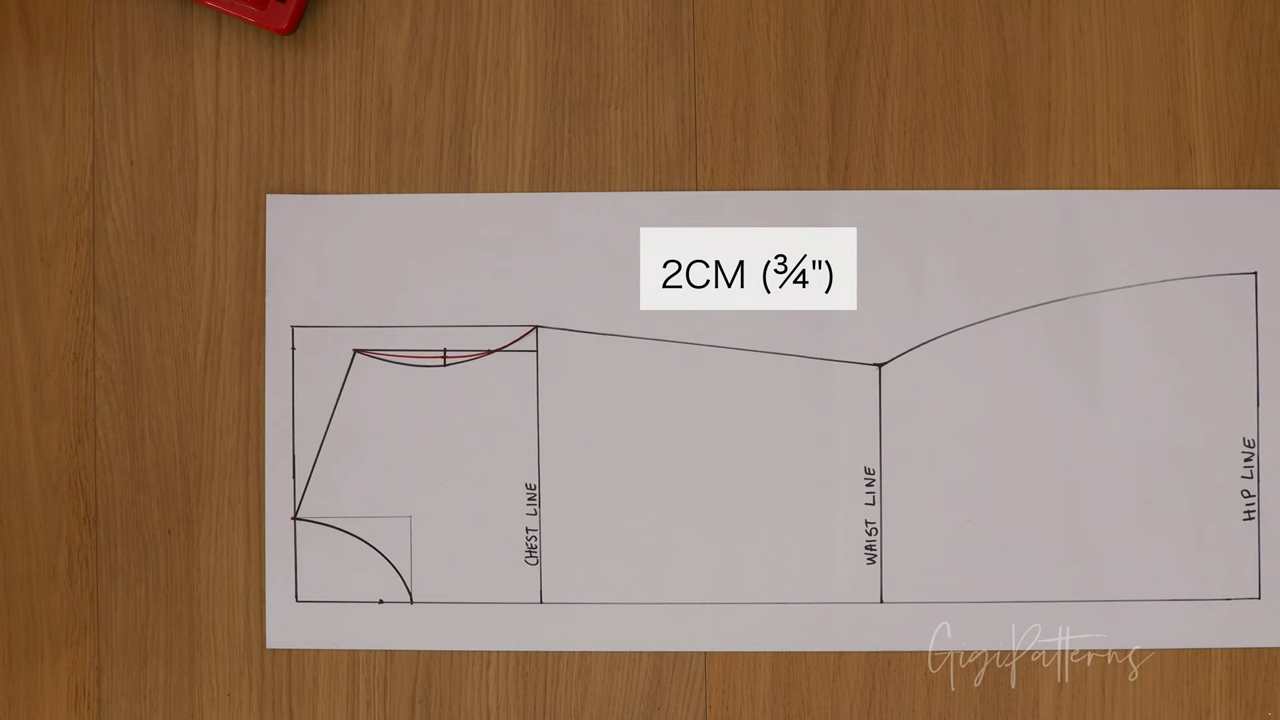 2CM (¾")
CHEST LINE
WAIST LINE
HIP LINE
GigiPatterns